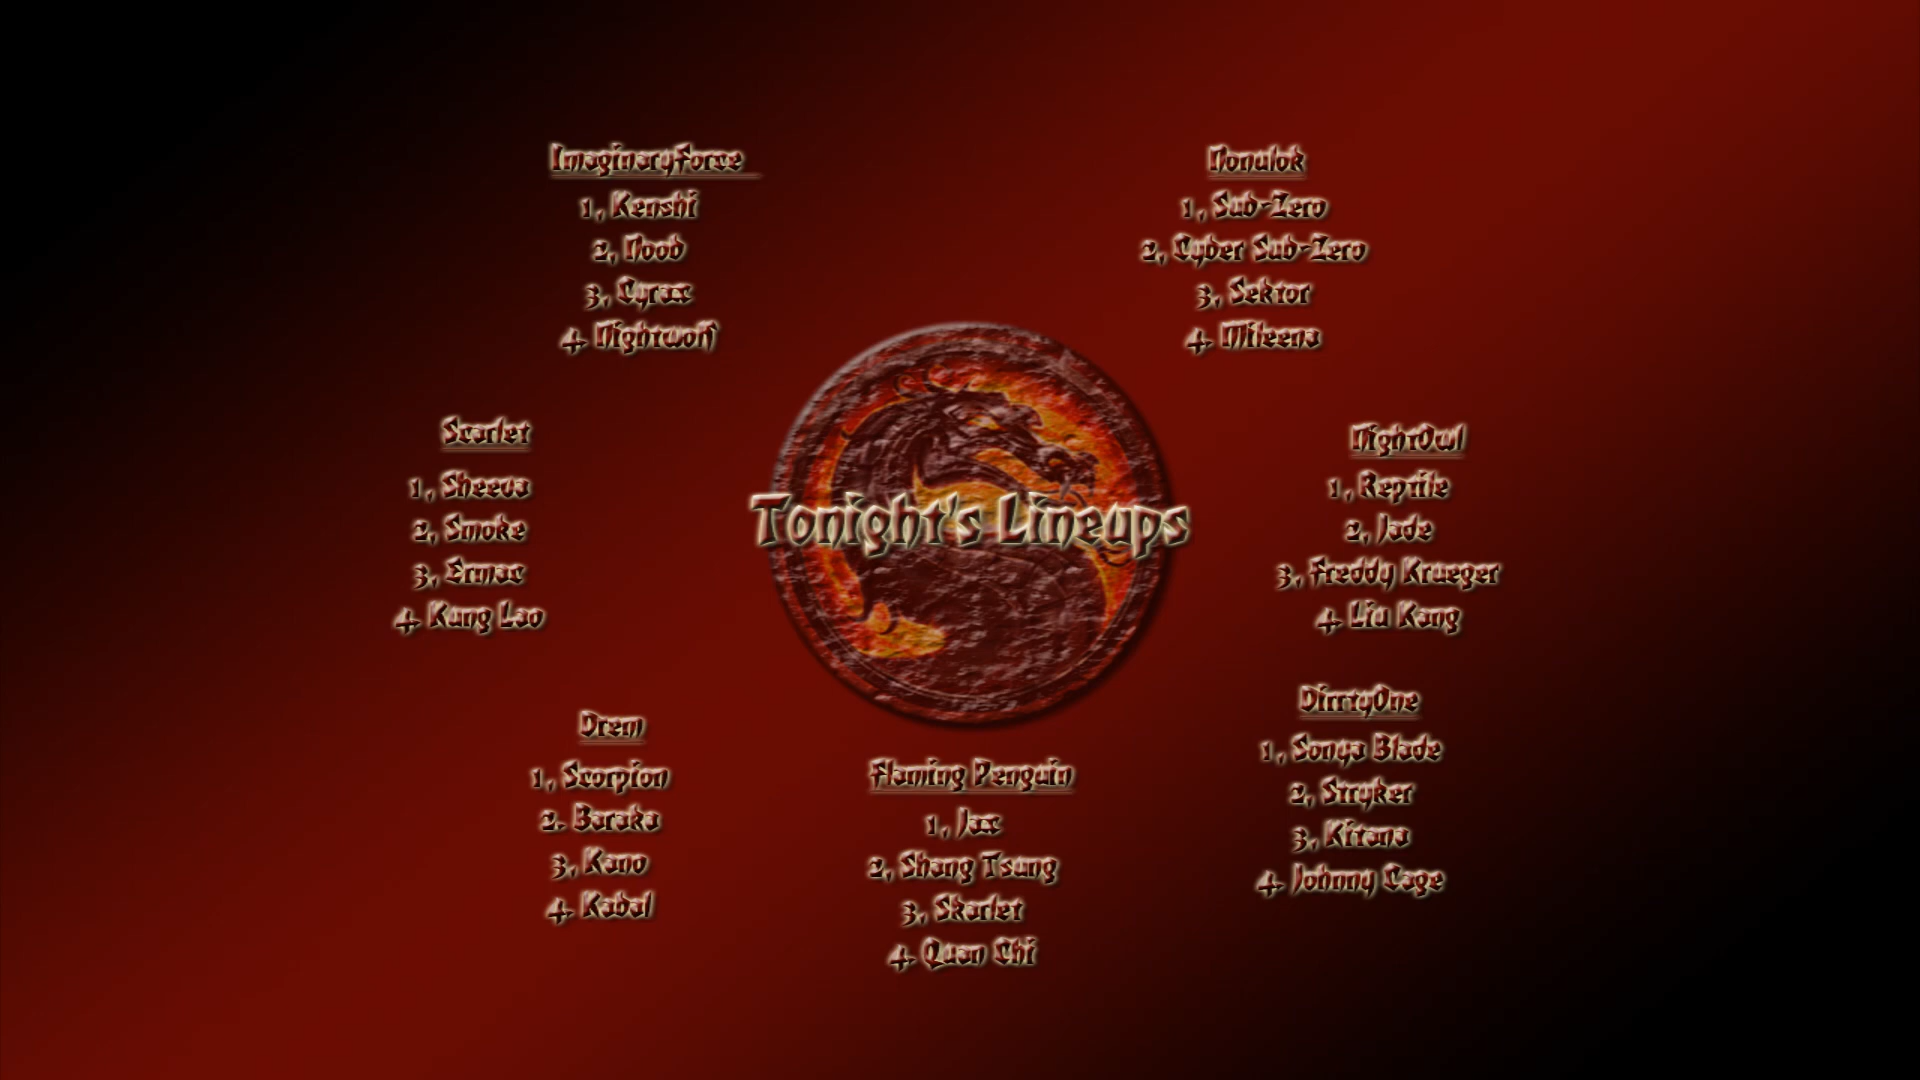 ImaginaryForce
1, Kenshi
2, Noob
3, Cyrax
4. Nightwolf
Nonulok
1, Sub-Zero
2, Cyber Sub-Zero
3, Sektor
4. Mileena
Scarlet
1, Sheeva
2, Smoke
3, Ermac
4. Kung Lao
Tonight's Lineups
NightOwl
1, Reptile
2, Jade
3, Freddy Krueger
4. Liu Kang
Drem
1, Scorpion
2. Baraka
3, Kano
4. Kabal
Flaming Penguin
1, Jax
2, Shang Tsung
3, Skarlet
4. Quan Chi
DirrtyOne
1, Sonya Blade
2, Stryker
3, Kitana
4. Johnny Cage